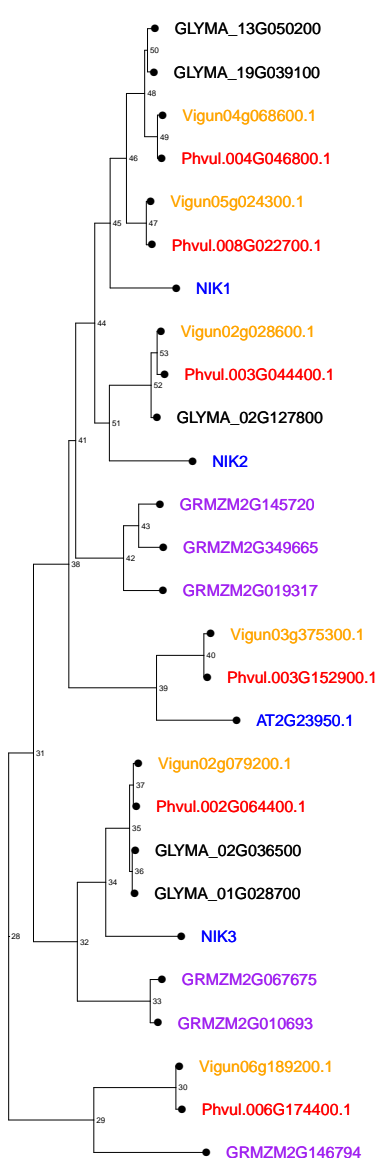 GLYMA_13G050200
50
GLYMA_19G039100
48
Vigun04g068600.1
49
Phvul.004G046800.1
46
Vigun05g024300.1
45
47
Phvul.008G022700.1
NIK1
44
Vigun02g028600.1
53
Phvul.003G044400.1
52
GLYMA_02G127800
51
41
NIK2
GRMZM2G145720
43
GRMZM2G349665
42
38
GRMZM2G019317
Vigun03g375300.1
40
Phvul.003G152900.1
39
AT2G23950.1
31
Vigun02g079200.1
37
Phvul.002G064400.1
35
GLYMA_02G036500
36
34
GLYMA_01G028700
28
NIK3
32
GRMZM2G067675
33
GRMZM2G010693
Vigun06g189200.1
30
Phvul.006G174400.1
29
GRMZM2G146794